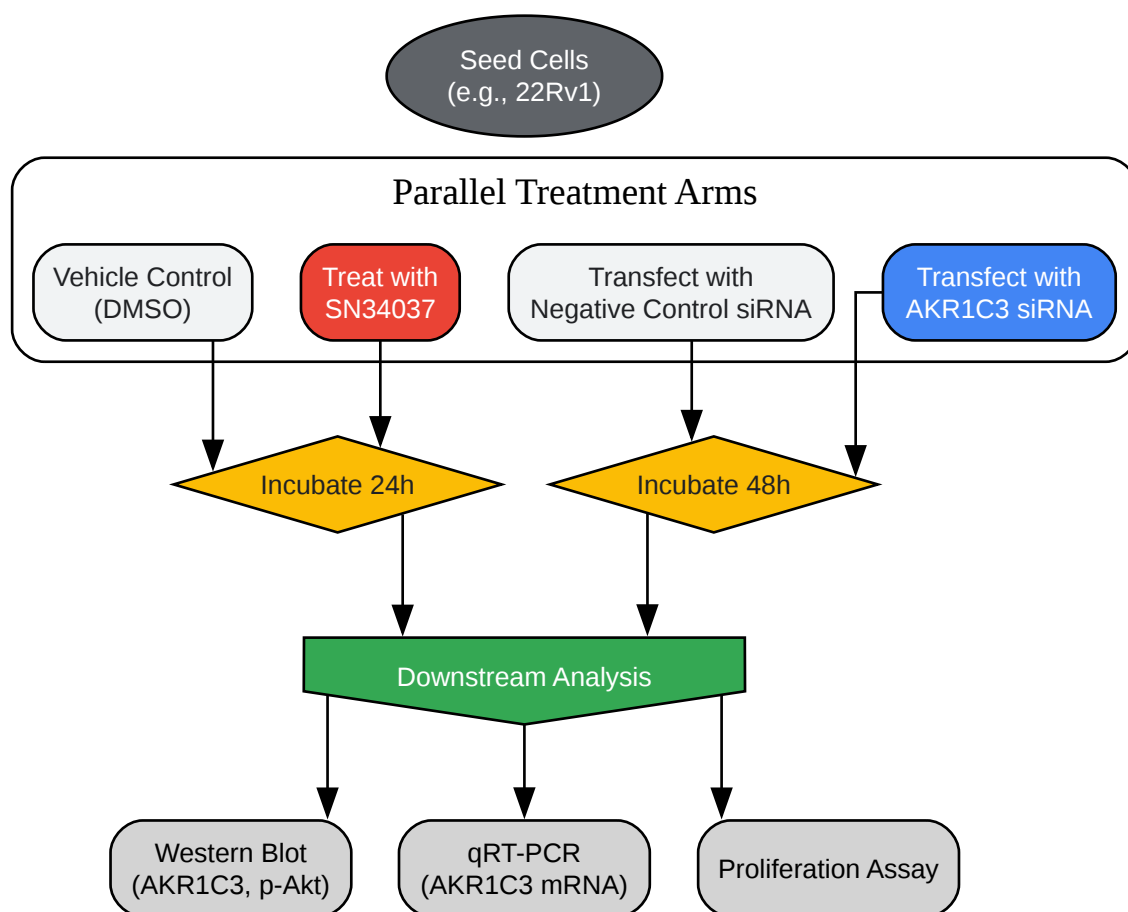 Seed Cells
(e.g., 22Rv1)
Parallel Treatment Arms
Vehicle Control
(DMSO)
Treat with
SN34037
Transfect with
Negative Control siRNA
Transfect with
AKR1C3 siRNA
Incubate 24h
Incubate 48h
Downstream Analysis
Western Blot
(AKR1C3, p-Akt)
qRT-PCR
(AKR1C3 mRNA)
Proliferation Assay